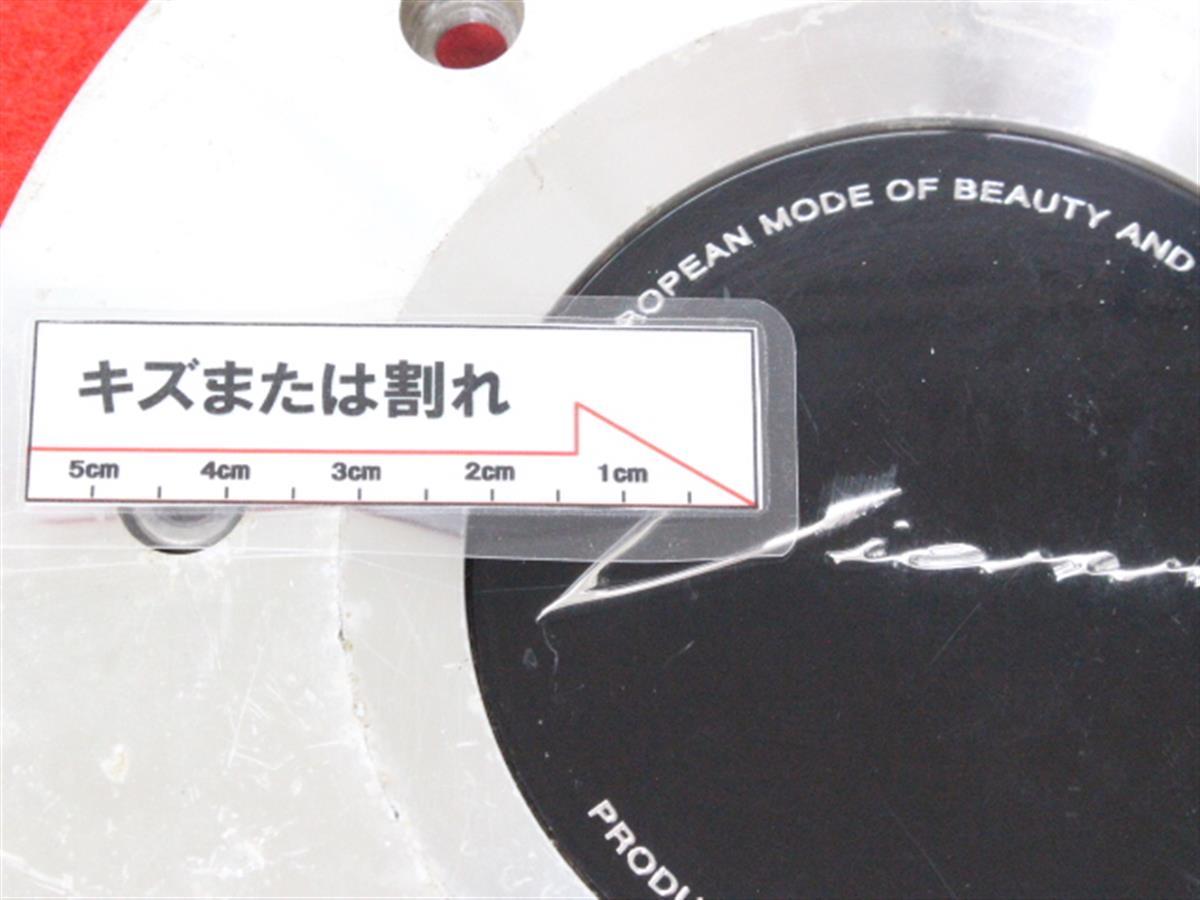 ROPEAN MODE OF BEAUTY AND
キズまたは割れ
5cm 4cm 3cm 2cm 1cm
PRODU